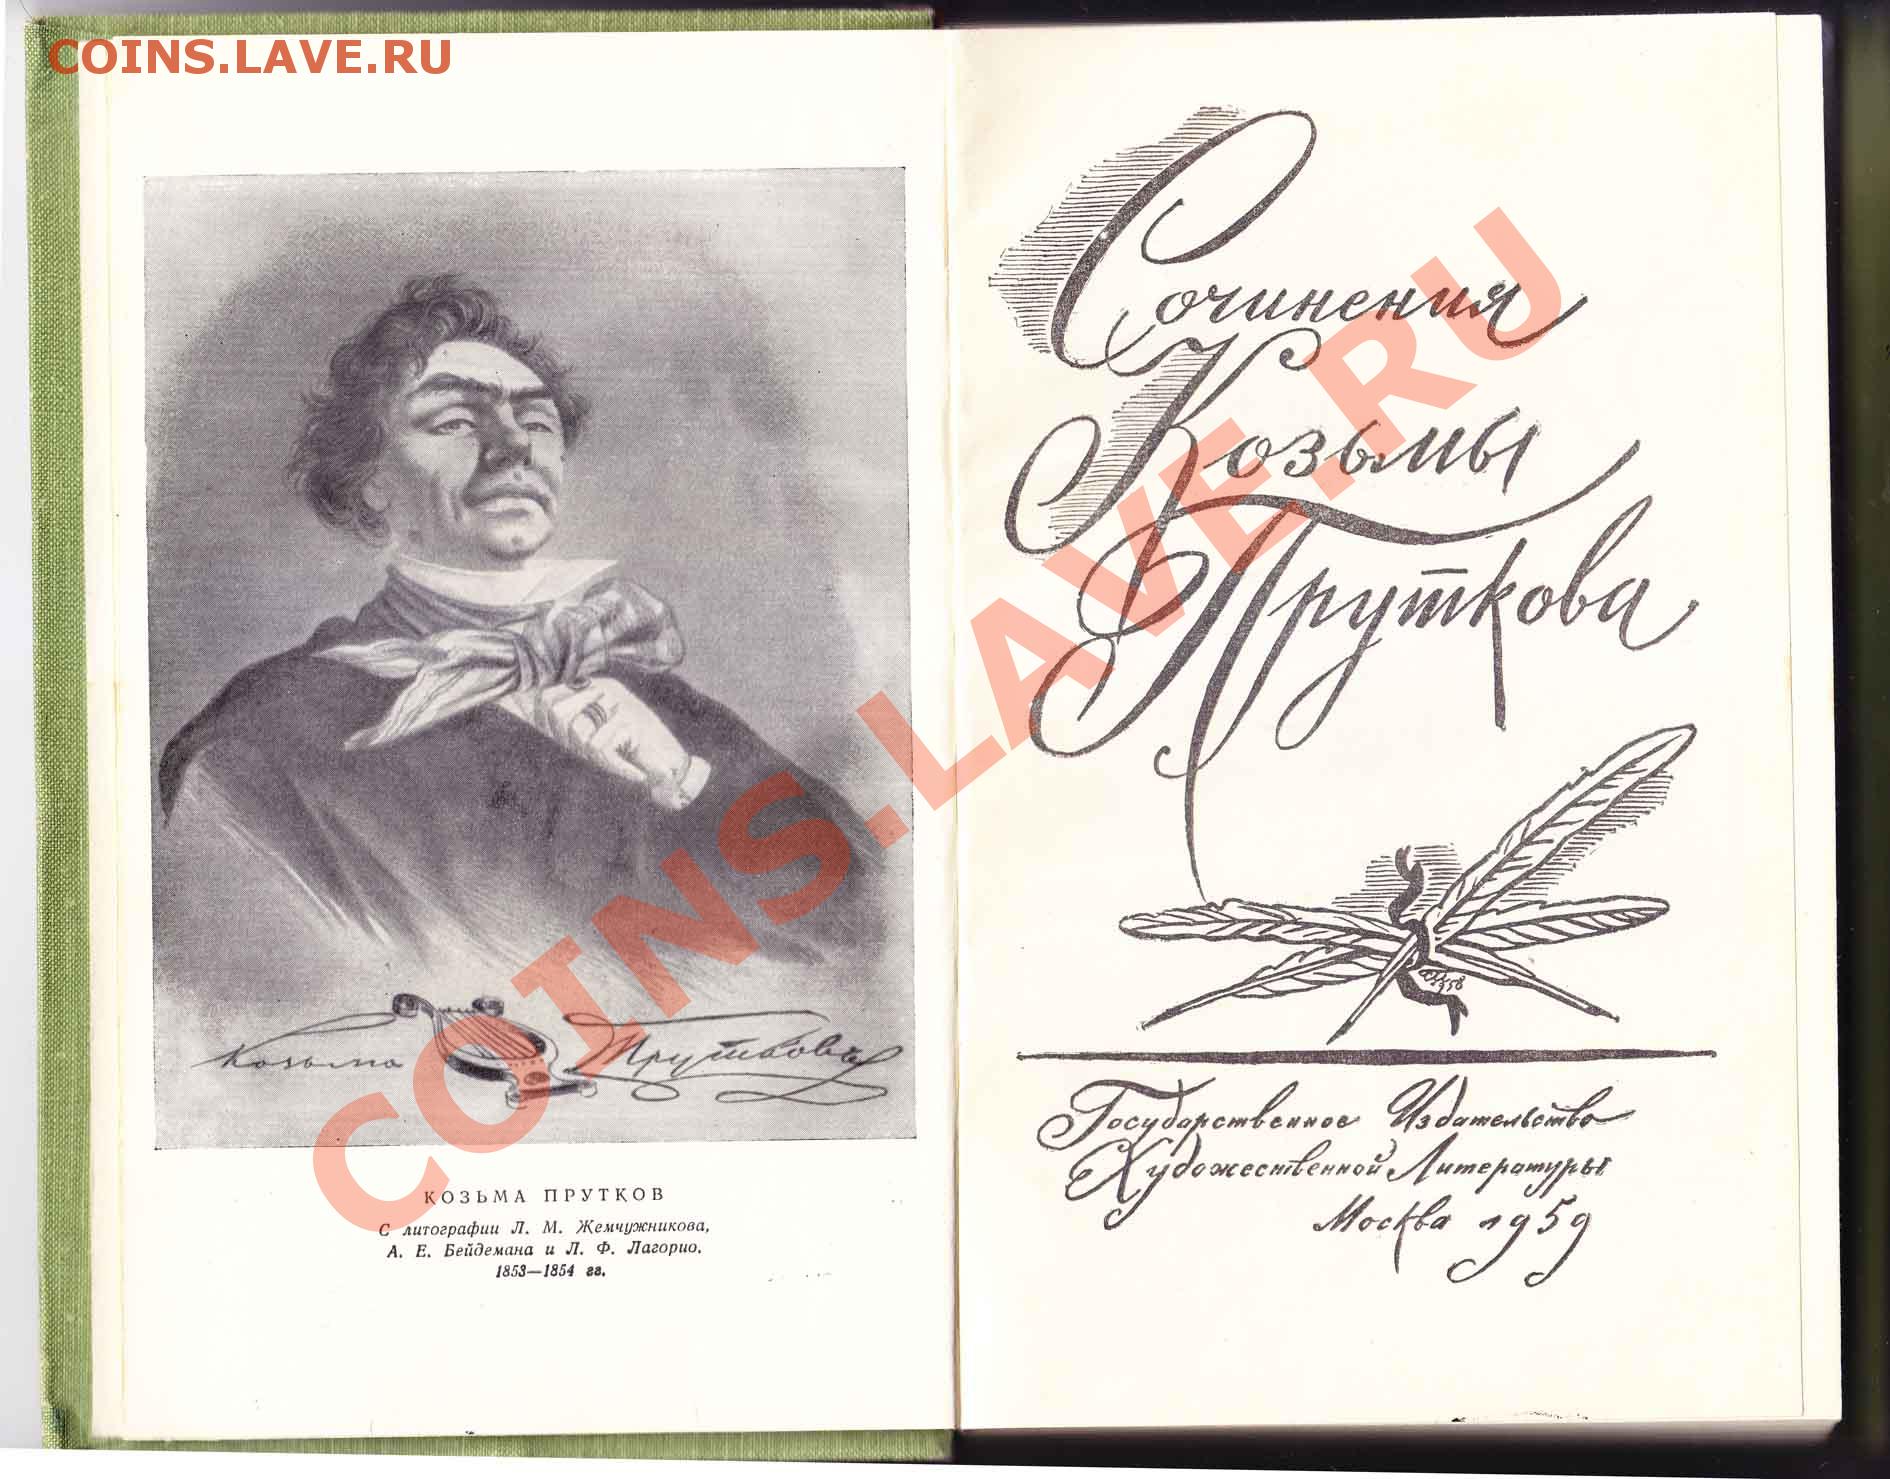 COINS.LAVE.RU
Козьма Прутковъ
КОЗЬМА ПРУТКОВ
С литографии Л. М. Жемчужникова,
А. Е. Бейдемана и Л. Ф. Лагорио.
1853—1854 гг.
Сочинения
Козьмы
Пруткова
Государственное Издательство
Художественной Литературы
Москва 1959
COINS.LAVE.RU